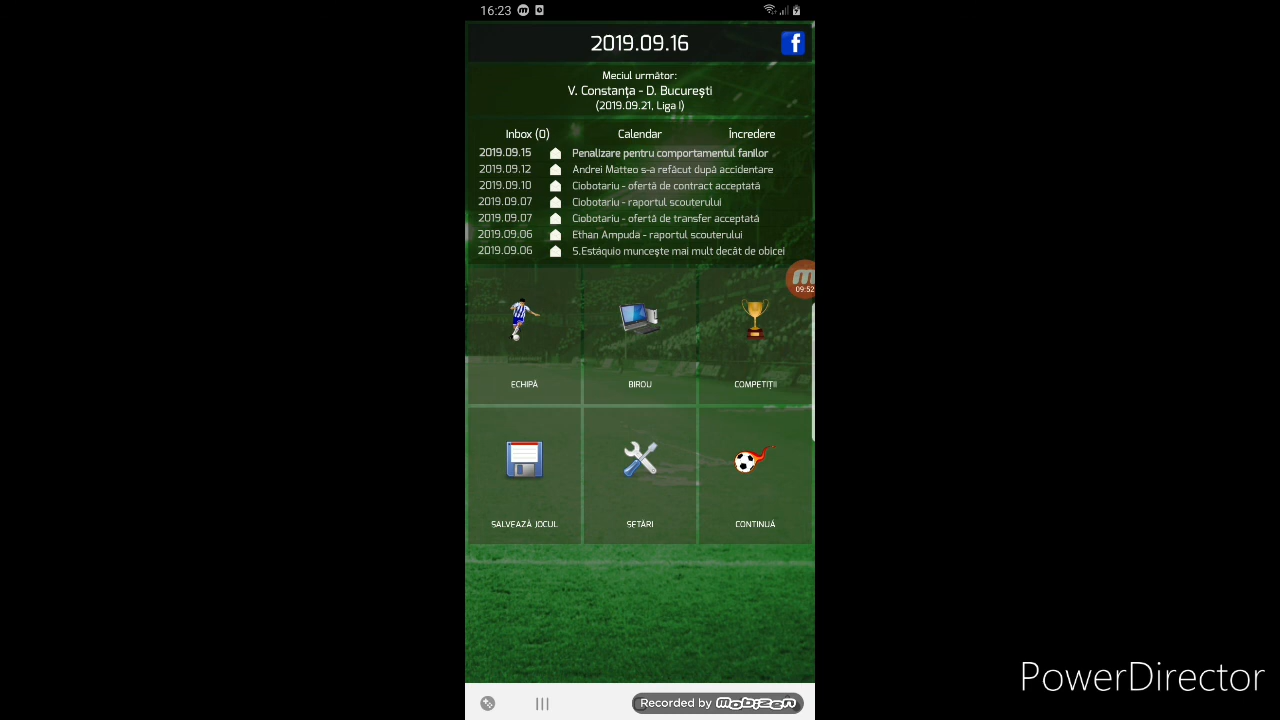 16:23
2019.09.16
f
Meciul următor:
V. Constanța - D. București
(2019.09.21, Liga I)
Inbox (0) Calendar Încredere
2019.09.15 Penalizare pentru comportamentul fanilor
2019.09.12 Andrei Matteo s-a refăcut după accidentare
2019.09.10 Ciobotariu - ofertă de contract acceptată
2019.09.07 Ciobotariu - raportul scouterului
2019.09.07 Ciobotariu - ofertă de transfer acceptată
2019.09.06 Ethan Ampudа - raportul scouterului
2019.09.06 S.Estáquio muncește mai mult decât de obicei
09:52
ECHIPĂ BIROU COMPETIȚII
SALVEAZĂ JOCUL SETĂRI CONTINUĂ
PowerDirector
Recorded by mobizen